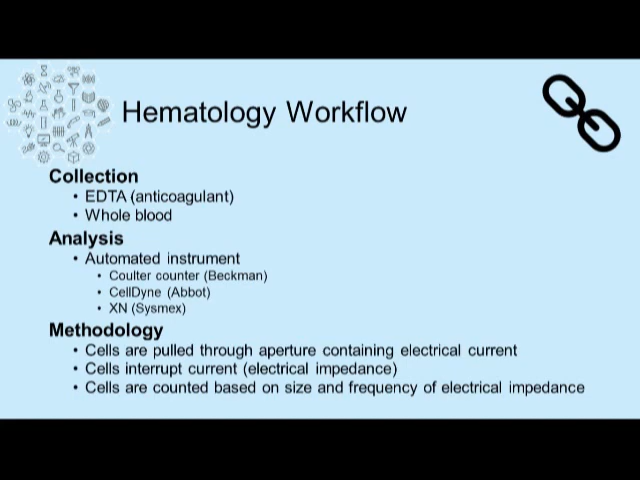 Hematology Workflow
Collection
• EDTA (anticoagulant)
• Whole blood
Analysis
• Automated instrument
• Coulter counter (Beckman)
• CellDyne (Abbot)
• XN (Sysmex)
Methodology
• Cells are pulled through aperture containing electrical current
• Cells interrupt current (electrical impedance)
• Cells are counted based on size and frequency of electrical impedance